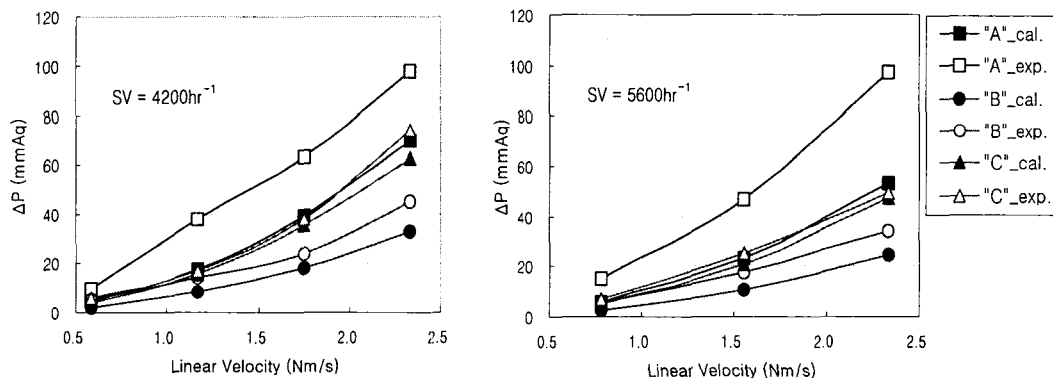 120
100
80
60
40
20
0
ΔP (mmAq)
SV = 4200hr⁻¹
0.5 1.0 1.5 2.0 2.5
Linear Velocity (Nm/s)
120
100
80
60
40
20
0
ΔP (mmAq)
SV = 5600hr⁻¹
0.5 1.0 1.5 2.0 2.5
Linear Velocity (Nm/s)
"A"_cal.
"A"_exp.
"B"_cal.
"B"_exp.
"C"_cal.
"C"_exp.